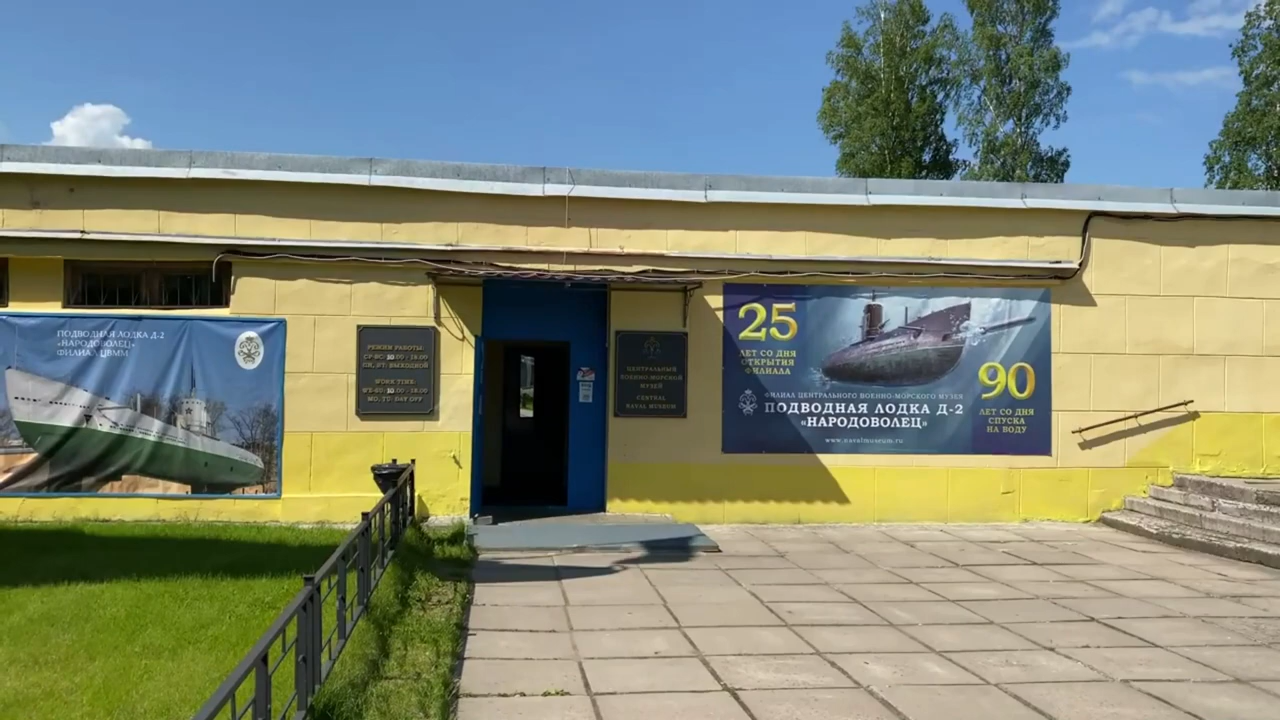 ПОДВОДНАЯ ЛОДКА Д-2
«НАРОДОВОЛЕЦ»
ФИЛИАЛ ЦВММ
РЕЖИМ РАБОТЫ:
СР-ВС: 10:00 - 18:00
ПН, ВТ: ВЫХОДНОЙ
WORK TIME:
WE-SU: 10:00 - 18:00
MO, TU: DAY OFF
ЦЕНТРАЛЬНЫЙ
ВОЕННО-МОРСКОЙ
МУЗЕЙ
CENTRAL
NAVAL MUSEUM
25
ЛЕТ СО ДНЯ
ОТКРЫТИЯ
ФИЛИАЛА
90
ЛЕТ СО ДНЯ
СПУСКА
НА ВОДУ
ФИЛИАЛ ЦЕНТРАЛЬНОГО ВОЕННО-МОРСКОГО МУЗЕЯ
ПОДВОДНАЯ ЛОДКА Д-2
«НАРОДОВОЛЕЦ»
www.navalmuseum.ru